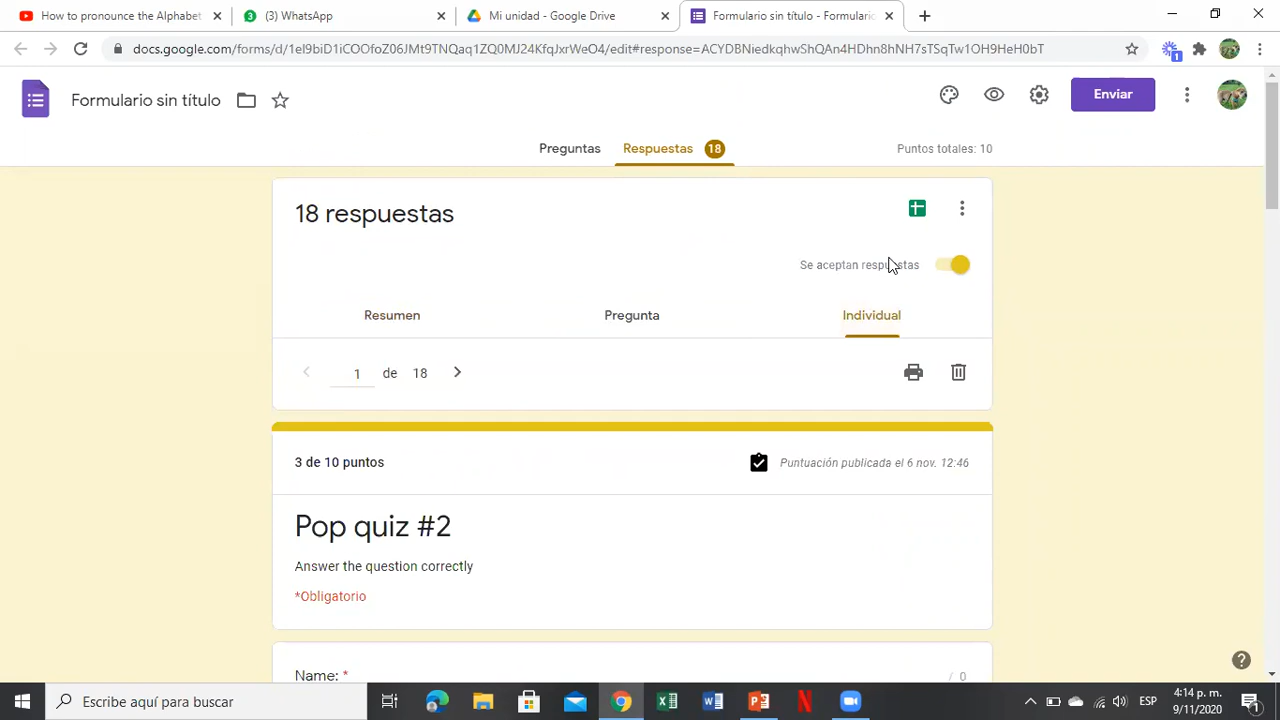 How to pronounce the Alphabet
(3) WhatsApp
Mi unidad - Google Drive
Formulario sin título - Formulario
docs.google.com/forms/d/1eI9biD1iCOOfoZ06JMt9TNQaq1ZQ0MJ24KfqJxrWeO4/edit#response=ACYDBNiedkqhwShQAn4HDhn8hNH7sTSqTw1OH9HeH0bT
1
Formulario sin título
Enviar
Preguntas
Respuestas 18
Puntos totales: 10
18 respuestas
Se aceptan respuestas
Resumen
Pregunta
Individual
1 de 18
3 de 10 puntos
Puntuación publicada el 6 nov. 12:46
Pop quiz #2
Answer the question correctly
*Obligatorio
Name: *
/ 0
Escribe aquí para buscar
ESP
4:14 p. m.
9/11/2020
1